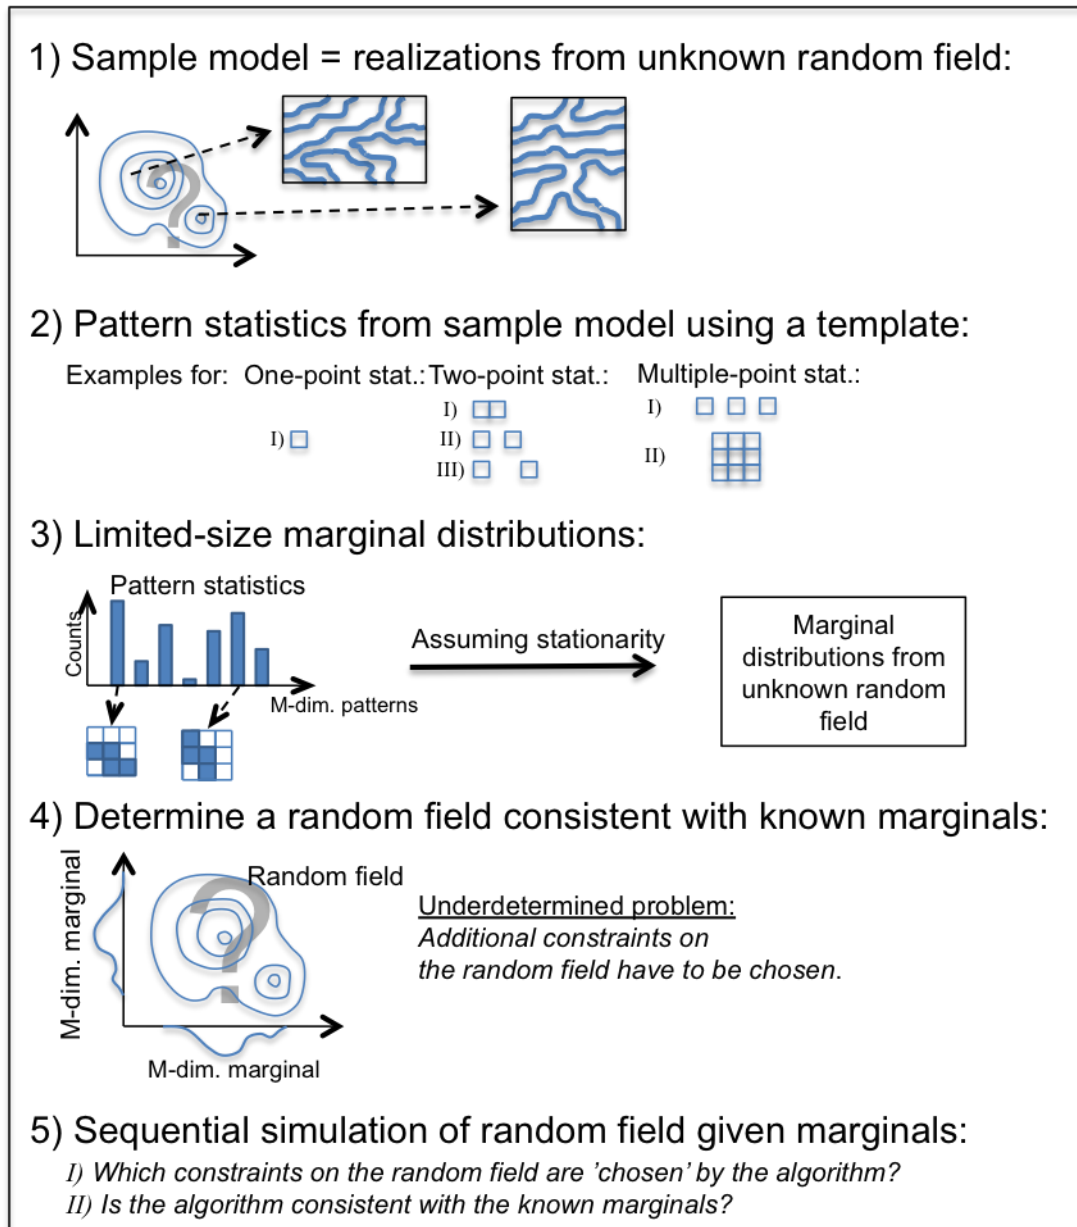 1) Sample model = realizations from unknown random field:
?
2) Pattern statistics from sample model using a template:
Examples for: One-point stat.: Two-point stat.: Multiple-point stat.:
I) I)
I) II)
III) II)
3) Limited-size marginal distributions:
Pattern statistics
Counts
M-dim. patterns
Assuming stationarity
Marginal
distributions from
unknown random
field
4) Determine a random field consistent with known marginals:
M-dim. marginal
Random field
?
M-dim. marginal
Underdetermined problem:
Additional constraints on
the random field have to be chosen.
5) Sequential simulation of random field given marginals:
I) Which constraints on the random field are 'chosen' by the algorithm?
II) Is the algorithm consistent with the known marginals?